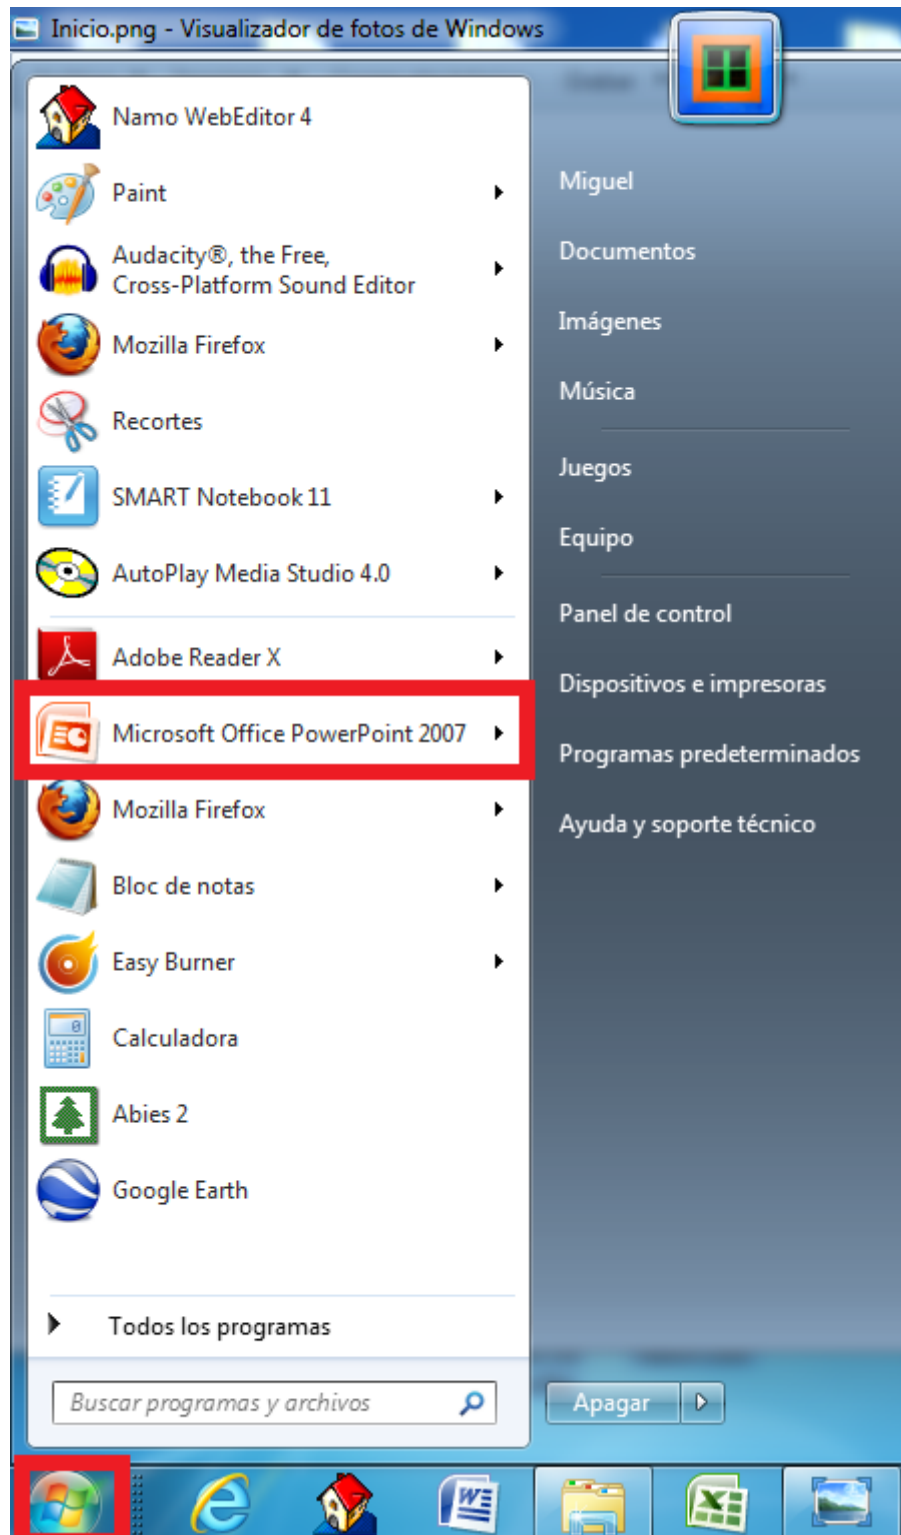 Inicio.png - Visualizador de fotos de Windows
Namo WebEditor 4
Paint
Audacity®, the Free,
Cross-Platform Sound Editor
Mozilla Firefox
Recortes
SMART Notebook 11
AutoPlay Media Studio 4.0
Adobe Reader X
Microsoft Office PowerPoint 2007
Mozilla Firefox
Bloc de notas
Easy Burner
Calculadora
Abies 2
Google Earth
Todos los programas
Buscar programas y archivos
Miguel
Documentos
Imágenes
Música
Juegos
Equipo
Panel de control
Dispositivos e impresoras
Programas predeterminados
Ayuda y soporte técnico
Apagar